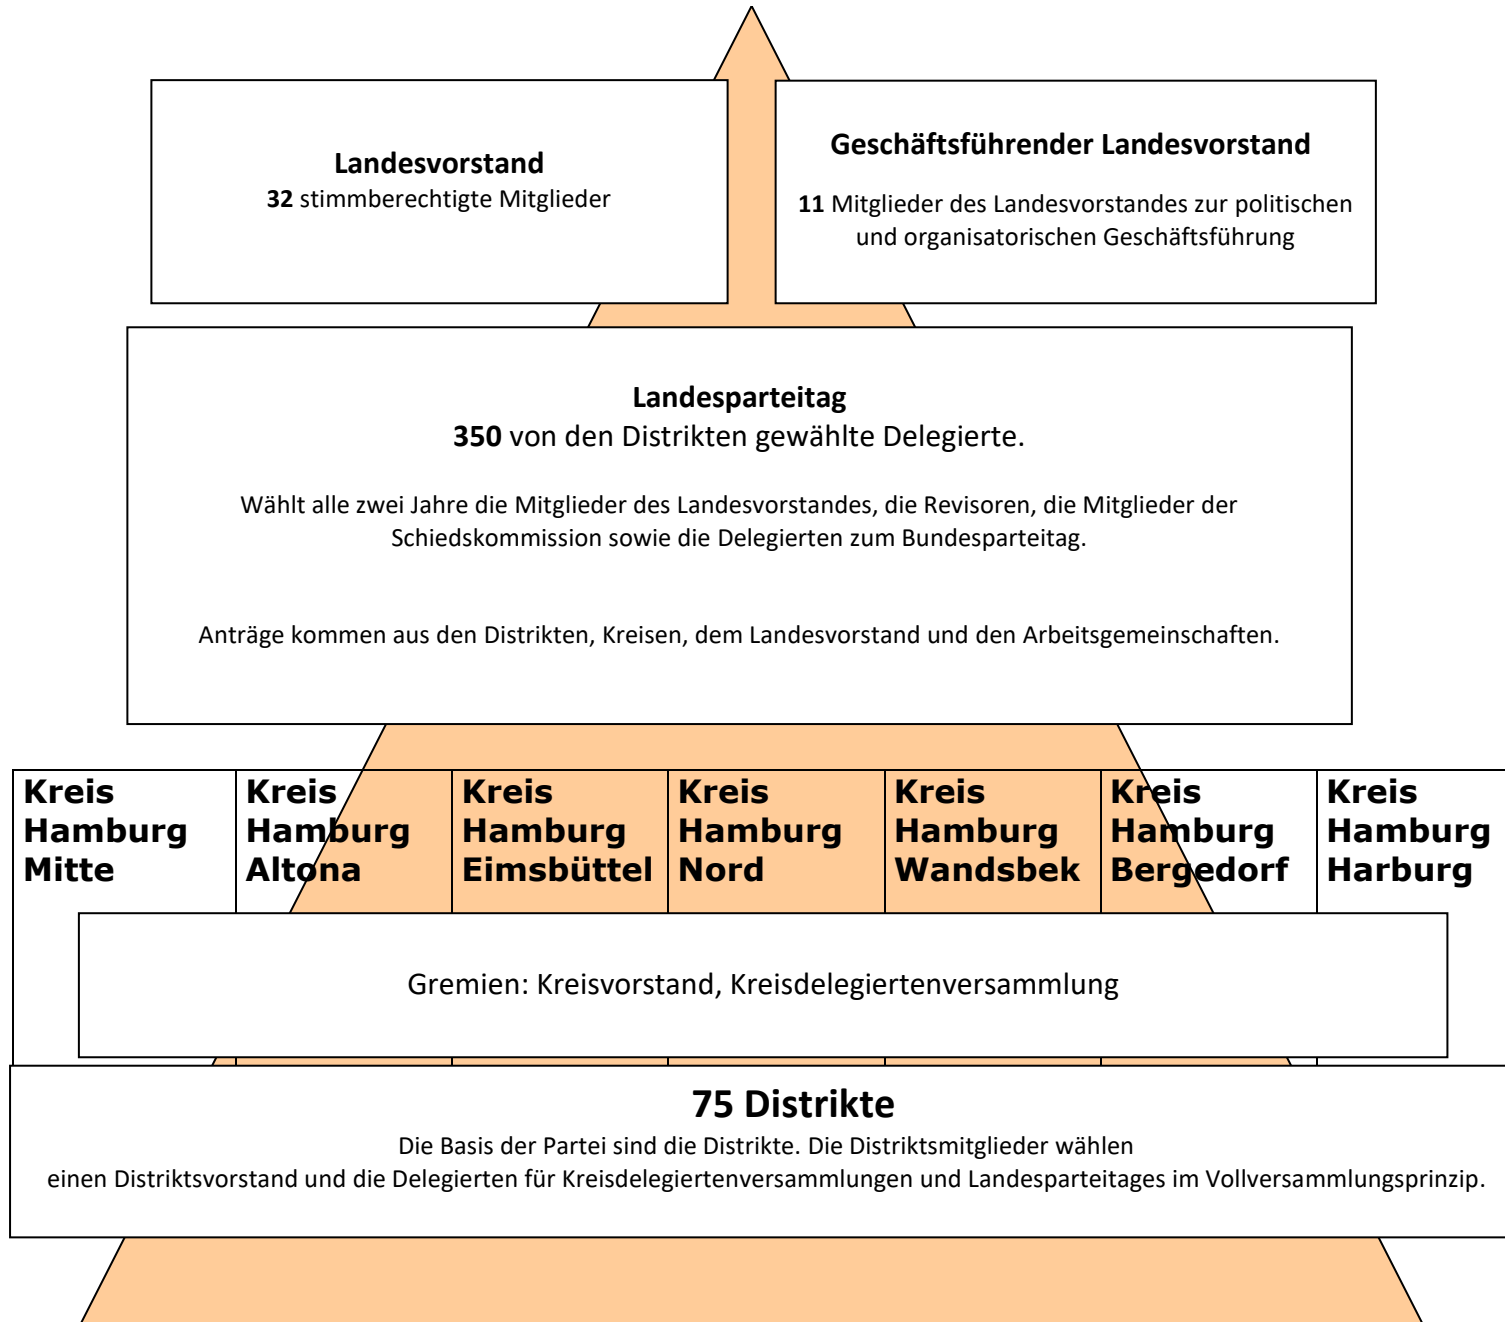 Landesvorstand
32 stimmberechtigte Mitglieder
Geschäftsführender Landesvorstand
11 Mitglieder des Landesvorstandes zur politischen
und organisatorischen Geschäftsführung
Landesparteitag
350 von den Distrikten gewählte Delegierte.
Wählt alle zwei Jahre die Mitglieder des Landesvorstandes, die Revisoren, die Mitglieder der
Schiedskommission sowie die Delegierten zum Bundesparteitag.
Anträge kommen aus den Distrikten, Kreisen, dem Landesvorstand und den Arbeitsgemeinschaften.
Kreis
Hamburg
Mitte
Kreis
Hamburg
Altona
Kreis
Hamburg
Eimsbüttel
Kreis
Hamburg
Nord
Kreis
Hamburg
Wandsbek
Kreis
Hamburg
Bergedorf
Kreis
Hamburg
Harburg
Gremien: Kreisvorstand, Kreisdelegiertenversammlung
75 Distrikte
Die Basis der Partei sind die Distrikte. Die Distriktsmitglieder wählen
einen Distriktsvorstand und die Delegierten für Kreisdelegiertenversammlungen und Landesparteitages im Vollversammlungsprinzip.